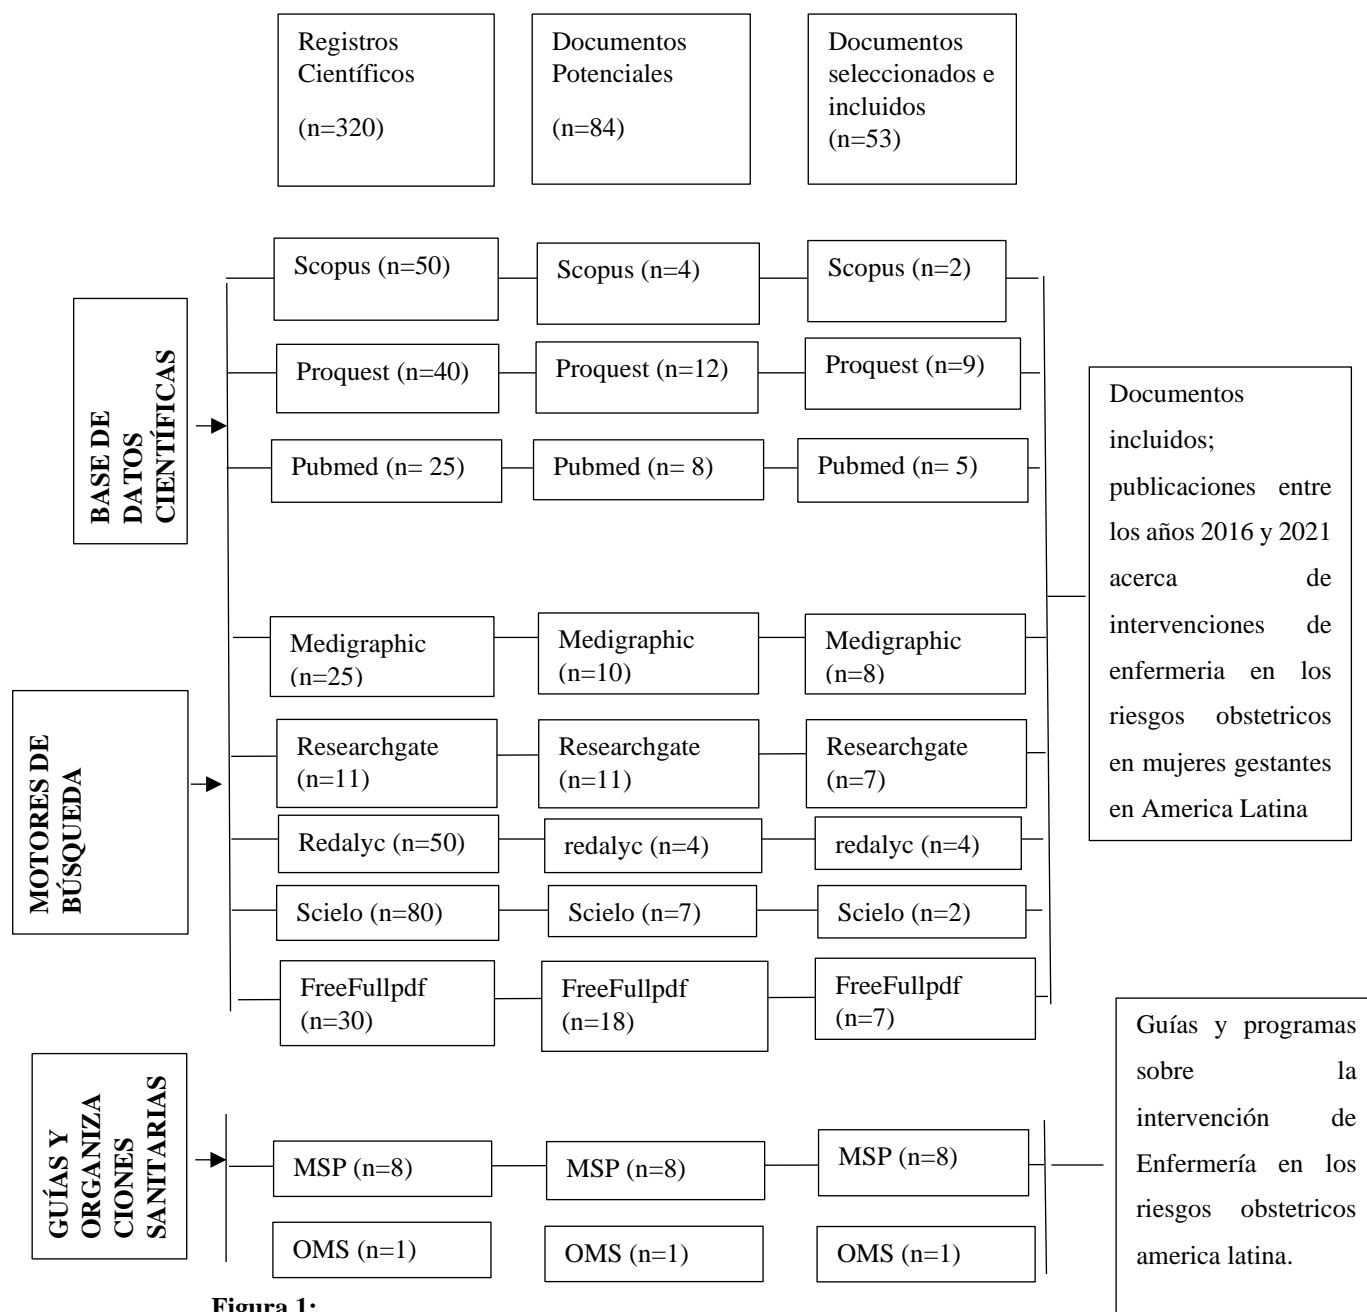 Registros
Científicos
(n=320)
Documentos
Potenciales
(n=84)
Documentos
seleccionados e
incluidos
(n=53)
BASE DE
DATOS
CIENTÍFICAS
Scopus (n=50)
Scopus (n=4)
Scopus (n=2)
Proquest (n=40)
Proquest (n=12)
Proquest (n=9)
Pubmed (n= 25)
Pubmed (n= 8)
Pubmed (n= 5)
MOTORES DE
BÚSQUEDA
Medigraphic
(n=25)
Medigraphic
(n=10)
Medigraphic
(n=8)
Researchgate
(n=11)
Researchgate
(n=11)
Researchgate
(n=7)
Redalyc (n=50)
redalyc (n=4)
redalyc (n=4)
Scielo (n=80)
Scielo (n=7)
Scielo (n=2)
FreeFullpdf
(n=30)
FreeFullpdf
(n=18)
FreeFullpdf
(n=7)
Documentos
incluidos;
publicaciones entre
los años 2016 y 2021
acerca de
intervenciones de
enfermeria en los
riesgos obstetricos
en mujeres gestantes
en America Latina
GUÍAS Y
ORGANIZA
CIONES
SANITARIAS
MSP (n=8)
MSP (n=8)
MSP (n=8)
OMS (n=1)
OMS (n=1)
OMS (n=1)
Guías y programas
sobre la
intervención de
Enfermería en los
riesgos obstetricos
america latina.
Figura 1: